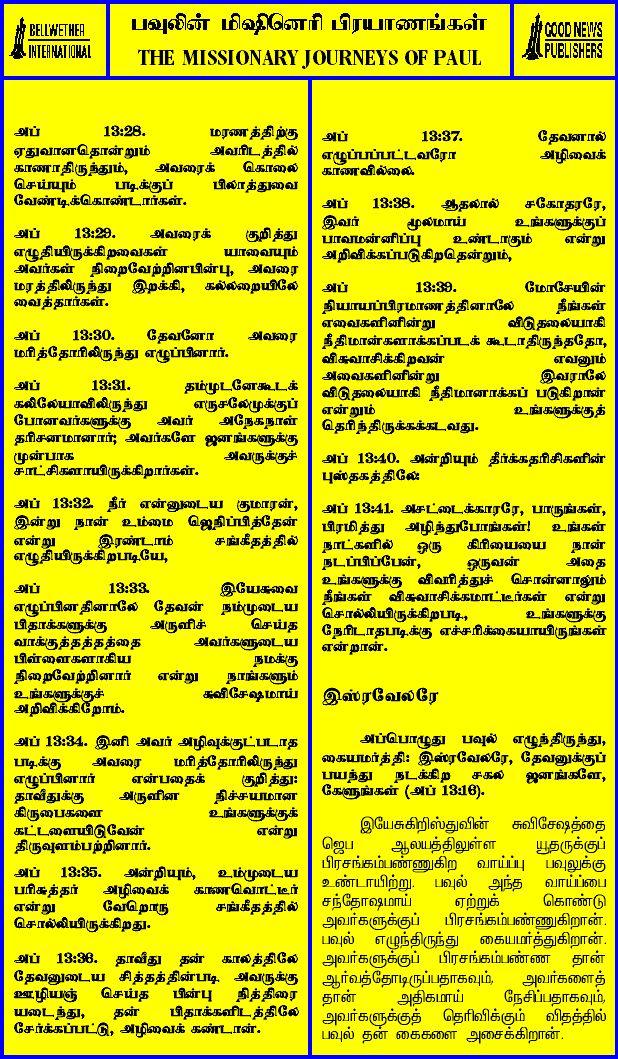 BELLWETHER
INTERNATIONAL
பவுலின் மிஷினெரி பிரயாணங்கள்
THE MISSIONARY JOURNEYS OF PAUL
GOOD NEWS
PUBLISHERS
அப் 13:28. மரணத்திற்கு
ஏதுவானதொன்றும் அவரிடத்தில்
காணாதிருந்தும், அவரைக் கொலை
செய்யும் படிக்குப் பிலாத்துவை
வேண்டிக்கொண்டார்கள்.
அப் 13:29. அவரைக் குறித்து
எழுதியிருக்கிறவைகள் யாவையும்
அவர்கள் நிறைவேற்றினபின்பு, அவரை
மரத்திலிருந்து இறக்கி, கல்லறையிலே
வைத்தார்கள்.
அப் 13:30. தேவனோ அவரை
மரித்தோரிலிருந்து எழுப்பினார்.
அப் 13:31. தம்முடனேகூடக்
கலிலேயாவிலிருந்து எருசலேமுக்குப்
போனவர்களுக்கு அவர் அநேகநாள்
தரிசனமானார்; அவர்களே ஜனங்களுக்கு
முன்பாக அவருக்குச்
சாட்சிகளாயிருக்கிறார்கள்.
அப் 13:32. நீர் என்னுடைய குமாரன்,
இன்று நான் உம்மை ஜெநிப்பித்தேன்
என்று இரண்டாம் சங்கீதத்தில்
எழுதியிருக்கிறபடியே,
அப் 13:33. இயேசுவை
எழுப்பினதினாலே தேவன் நம்முடைய
பிதாக்களுக்கு அருளிச் செய்த
வாக்குத்தத்தத்தை அவர்களுடைய
பிள்ளைகளாகிய நமக்கு
நிறைவேற்றினார் என்று நாங்களும்
உங்களுக்குச் சுவிசேஷமாய்
அறிவிக்கிறோம்.
அப் 13:34. இனி அவர் அழிவுக்குட்படாத
படிக்கு அவரை மரித்தோரிலிருந்து
எழுப்பினார் என்பதைக் குறித்து:
தாவீதுக்கு அருளின நிச்சயமான
கிருபைகளை உங்களுக்குக்
கட்டளையிடுவேன் என்று
திருவுளம்பற்றினார்.
அப் 13:35. அன்றியும், உம்முடைய
பரிசுத்தர் அழிவைக் காணவொட்டீர்
என்று வேறொரு சங்கீதத்தில்
சொல்லியிருக்கிறது.
அப் 13:36. தாவீது தன் காலத்திலே
தேவனுடைய சித்தத்தின்படி அவருக்கு
ஊழியஞ் செய்த பின்பு நித்திரை
யடைந்து, தன் பிதாக்களிடத்திலே
சேர்க்கப்பட்டு, அழிவைக் கண்டான்.
அப் 13:37. தேவனால்
எழுப்பப்பட்டவரோ அழிவைக்
காணவில்லை.
அப் 13:38. ஆதலால் சகோதரரே,
இவர் மூலமாய் உங்களுக்குப்
பாவமன்னிப்பு உண்டாகும் என்று
அறிவிக்கப்படுகிறதென்றும்,
அப் 13:39. மோசேயின்
நியாயப்பிரமாணத்தினாலே நீங்கள்
எவைகளினின்று விடுதலையாகி
நீதிமான்களாக்கப்படக் கூடாதிருந்ததோ,
விசுவாசிக்கிறவன் எவனும்
அவைகளினின்று இவராலே
விடுதலையாகி நீதிமானாக்கப் படுகிறான்
என்றும் உங்களுக்குத்
தெரிந்திருக்கக்கடவது.
அப் 13:40. அன்றியும் தீர்க்கதரிசிகளின்
புஸ்தகத்திலே:
அப் 13:41. அசட்டைக்காரரே, பாருங்கள்,
பிரமித்து அழிந்துபோங்கள்! உங்கள்
நாட்களில் ஒரு கிரியையை நான்
நடப்பிப்பேன், ஒருவன் அதை
உங்களுக்கு விவரித்துச் சொன்னாலும்
நீங்கள் விசுவாசிக்கமாட்டீர்கள் என்று
சொல்லியிருக்கிறபடி, உங்களுக்கு
நேரிடாதபடிக்கு எச்சரிக்கையாயிருங்கள்
என்றான்.
இஸ்ரவேலரே
அப்பொழுது பவுல் எழுந்திருந்து,
கையமர்த்தி: இஸ்ரவேலரே, தேவனுக்குப்
பயந்து நடக்கிற சகல ஜனங்களே,
கேளுங்கள் (அப் 13:16).
இயேசுகிறிஸ்துவின் சுவிசேஷத்தை
ஜெப ஆலயத்திலுள்ள யூதருக்குப்
பிரசங்கம்பண்ணுகிற வாய்ப்பு பவுலுக்கு
உண்டாயிற்று. பவுல் அந்த வாய்ப்பை
சந்தோஷமாய் ஏற்றுக் கொண்டு
அவர்களுக்குப் பிரசங்கம்பண்ணுகிறான்.
பவுல் எழுந்திருந்து கையமர்த்துகிறான்.
அவர்களுக்குப் பிரசங்கம்பண்ண தான்
ஆர்வத்தோடிருப்பதாகவும், அவர்களைத்
தான் அதிகமாய் நேசிப்பதாகவும்,
அவர்களுக்குத் தெரிவிக்கும் விதத்தில்
பவுல் தன் கைகளை அசைக்கிறான்.